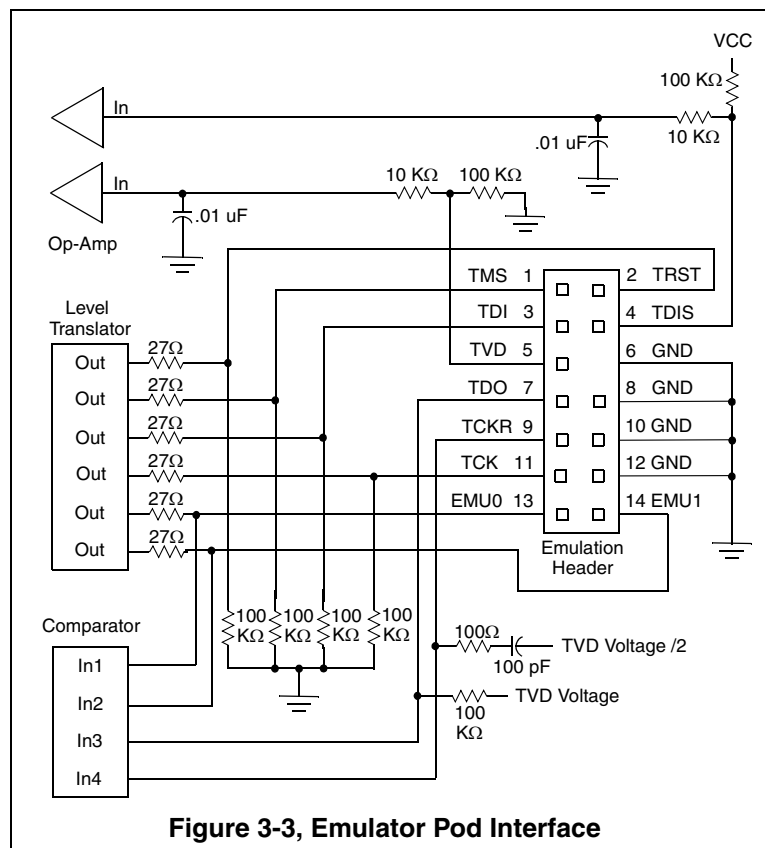 VCC
100 KΩ
In
10 KΩ
.01 uF
In
10 KΩ
100 KΩ
.01 uF
Op-Amp
TMS 1
2 TRST
Level
Translator
TDI 3
4 TDIS
27Ω
TVD 5
6 GND
Out
27Ω
TDO 7
8 GND
Out
27Ω
TCKR 9
10 GND
Out
27Ω
TCK 11
12 GND
Out
27Ω
EMU0 13
14 EMU1
Out
27Ω
Out
Emulation
Header
100
KΩ
100
KΩ
100
KΩ
100
KΩ
Comparator
100Ω
100 pF
TVD Voltage /2
In1
TVD Voltage
100
KΩ
In2
In3
In4
Figure 3-3, Emulator Pod Interface